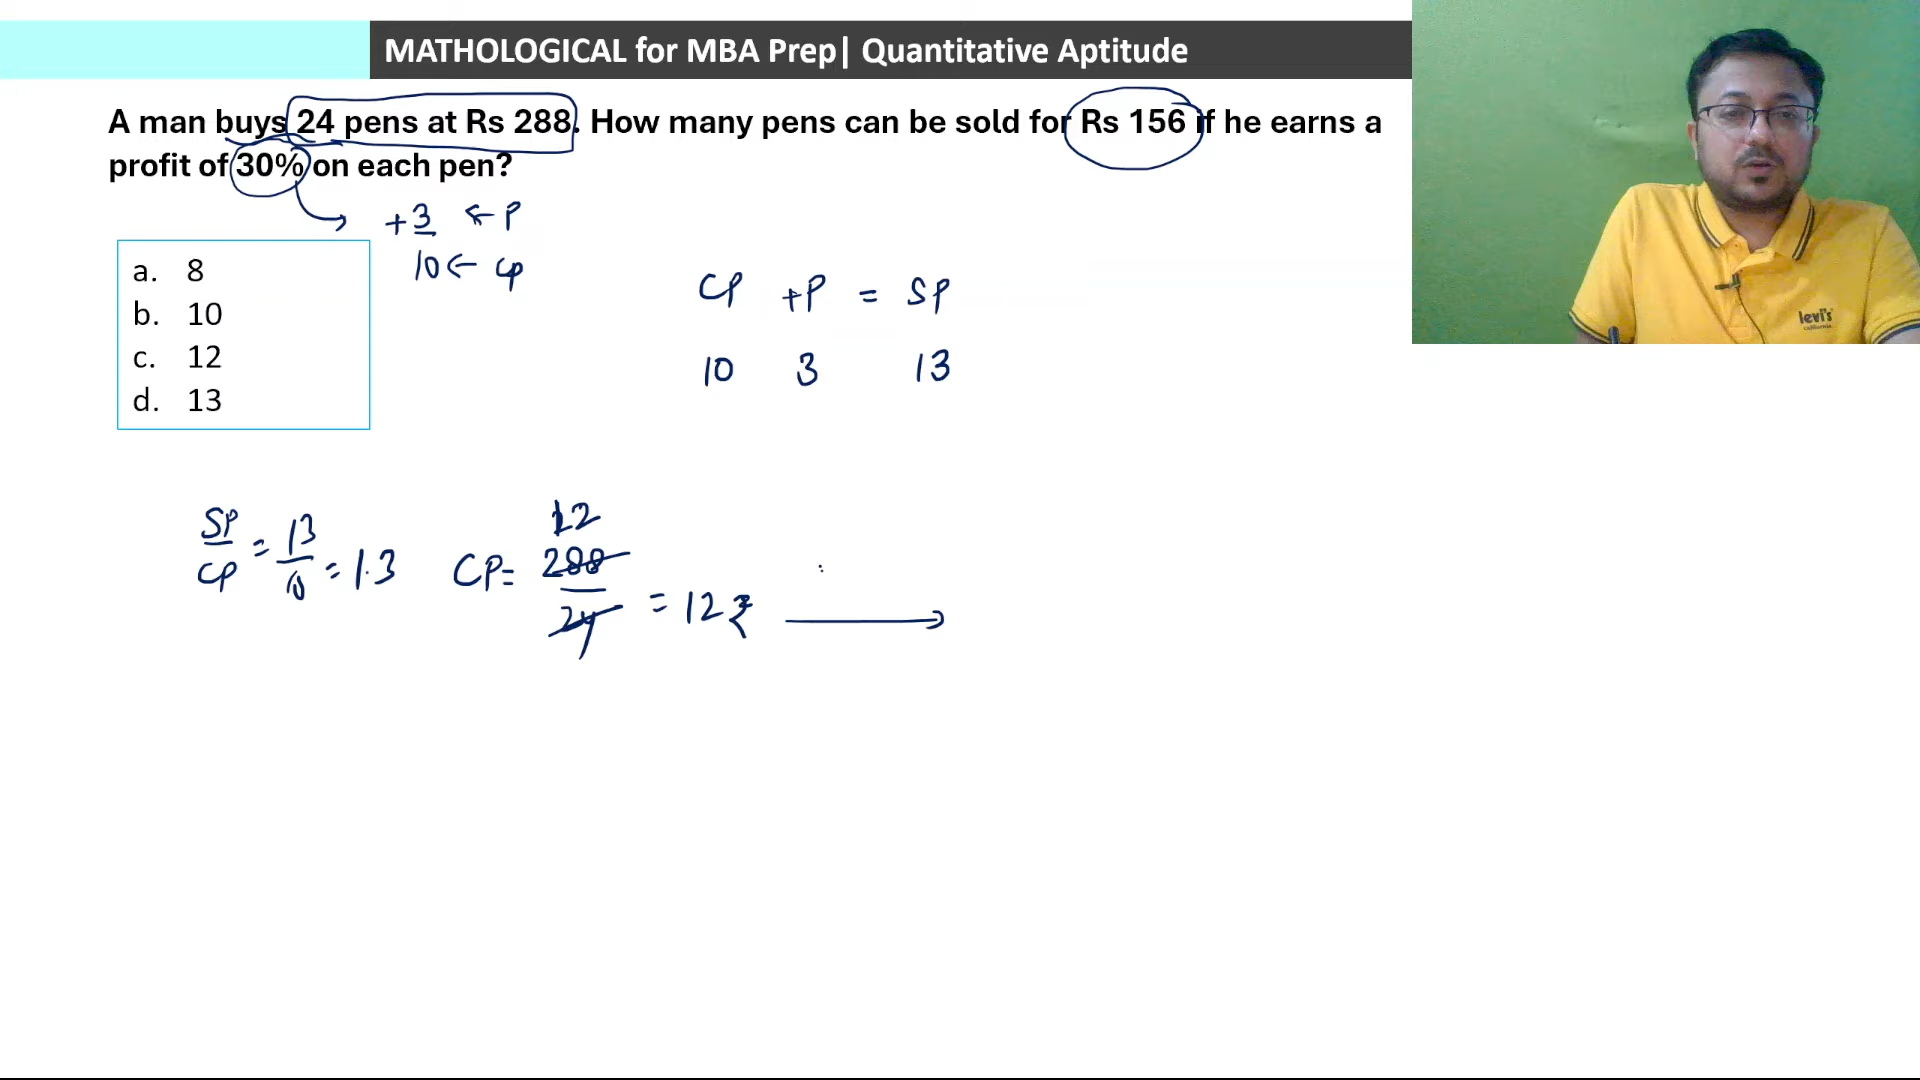 MATHOLOGICAL for MBA Prep| Quantitative Aptitude
A man buys 24 pens at Rs 288. How many pens can be sold for Rs 156 if he earns a
profit of 30% on each pen?
+3 ← P
10 ← CP
a. 8
b. 10
c. 12
d. 13
CP +P = SP
10 3 13
SP/CP = 13/10 = 1.3
12
CP = 288/24 = 12 ₹ →
levi's
california